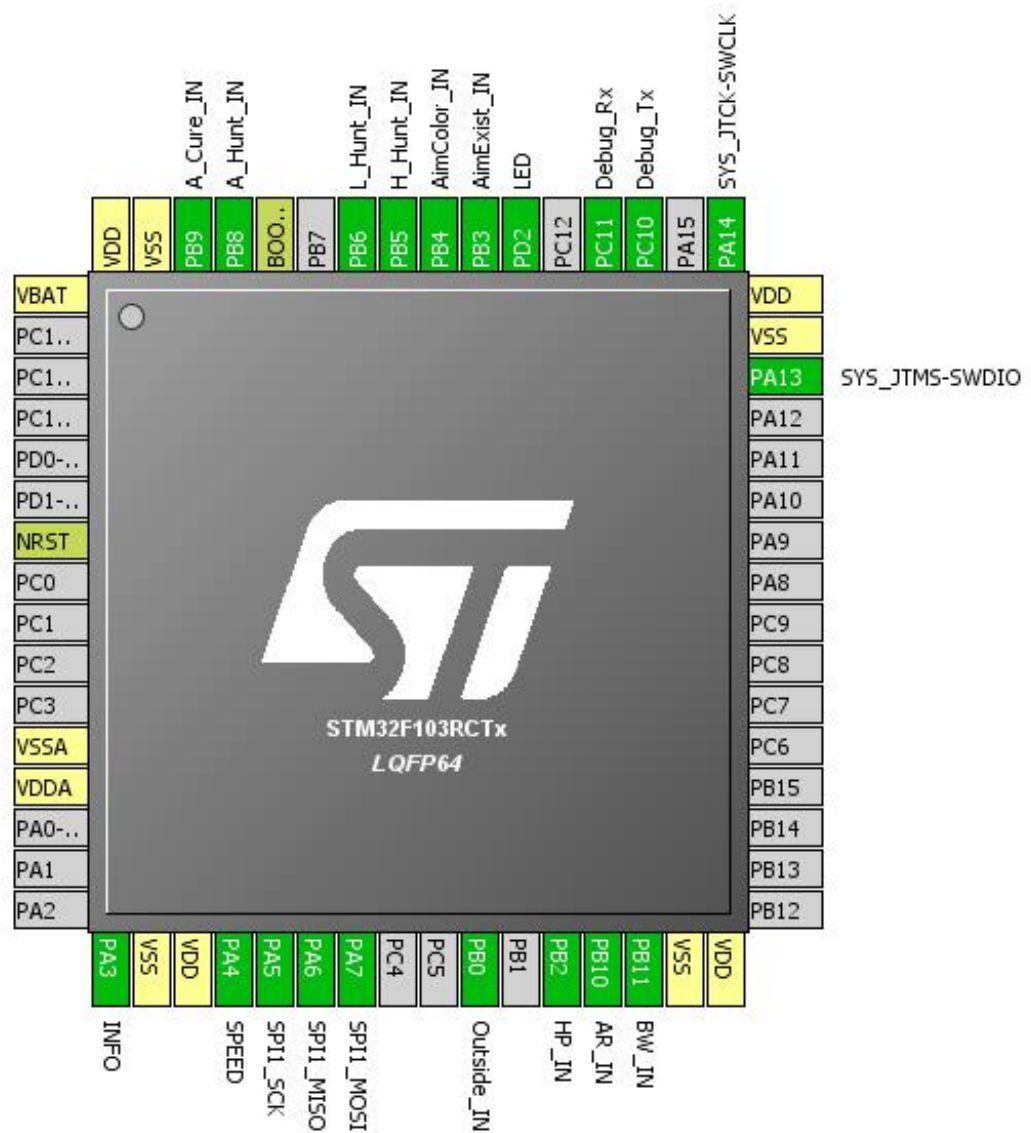 A_Cure_IN
A_Hunt_IN
L_Hunt_IN
H_Hunt_IN
AimColor_IN
AimExist_IN
LED
Debug_Rx
Debug_Tx
SYS_JTCK-SWCLK
VDD
VSS
PB9
PB8
BOO..
PB7
PB6
PB5
PB4
PB3
PD2
PC12
PC11
PC10
PA15
PA14
VBAT
PC1..
PC1..
PC1..
PD0-..
PD1-..
NRST
PC0
PC1
PC2
PC3
VSSA
VDDA
PA0-..
PA1
PA2
ST
STM32F103RCTx
LQFP64
VDD
VSS
PA13 SYS_JTMS-SWDIO
PA12
PA11
PA10
PA9
PA8
PC9
PC8
PC7
PC6
PB15
PB14
PB13
PB12
PA3
VSS
VDD
PA4
PA5
PA6
PA7
PC4
PC5
PB0
PB1
PB2
PB10
PB11
VSS
VDD
INFO
SPEED
SPI1_SCK
SPI1_MISO
SPI1_MOSI
Outside_IN
HP_IN
AR_IN
BW_IN